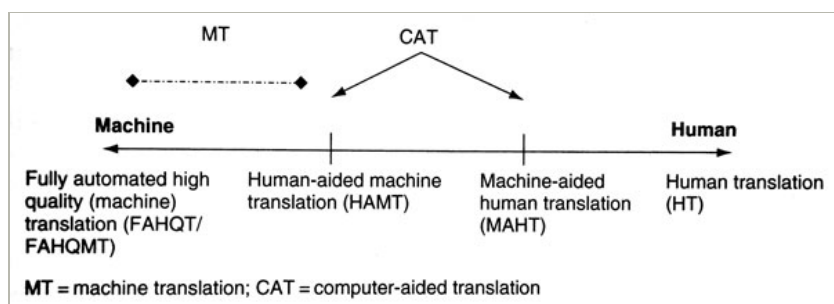 MT CAT
Machine Human
Fully automated high quality (machine) translation (FAHQT/ FAHQMT)
Human-aided machine translation (HAMT)
Machine-aided human translation (MAHT)
Human translation (HT)
MT = machine translation; CAT = computer-aided translation